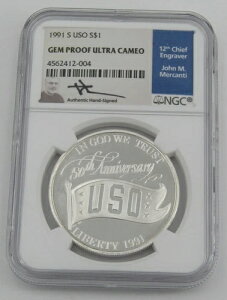 1991 S USO S$1
GEM PROOF ULTRA CAMEO
4562412-004
Authentic Hand-Signed
12th Chief
Engraver
John M.
Mercanti
NGC
IN GOD WE TRUST
50th Anniversary
USO
LIBERTY 1991